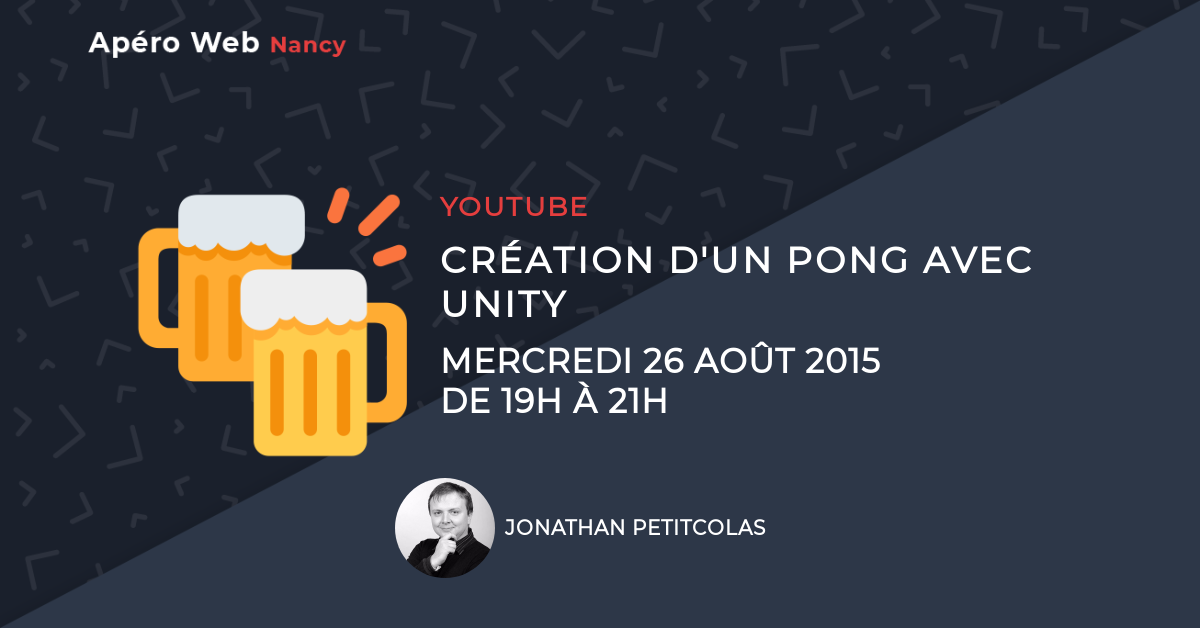 Apéro Web Nancy
YOUTUBE
CRÉATION D'UN PONG AVEC
UNITY
MERCREDI 26 AOÛT 2015
DE 19H À 21H
JONATHAN PETITCOLAS